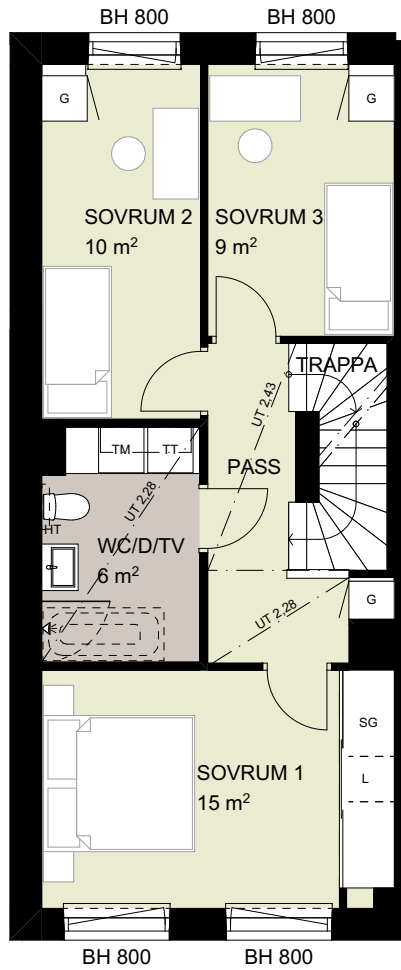 BH 800
BH 800
G
G
SOVRUM 2
10 m²
SOVRUM 3
9 m²
TRAPPA
UT 2,43
TM
TT
PASS
UT 2,28
HT
WC/D/TV
6 m²
G
UT 2,28
SG
SOVRUM 1
15 m²
L
BH 800
BH 800